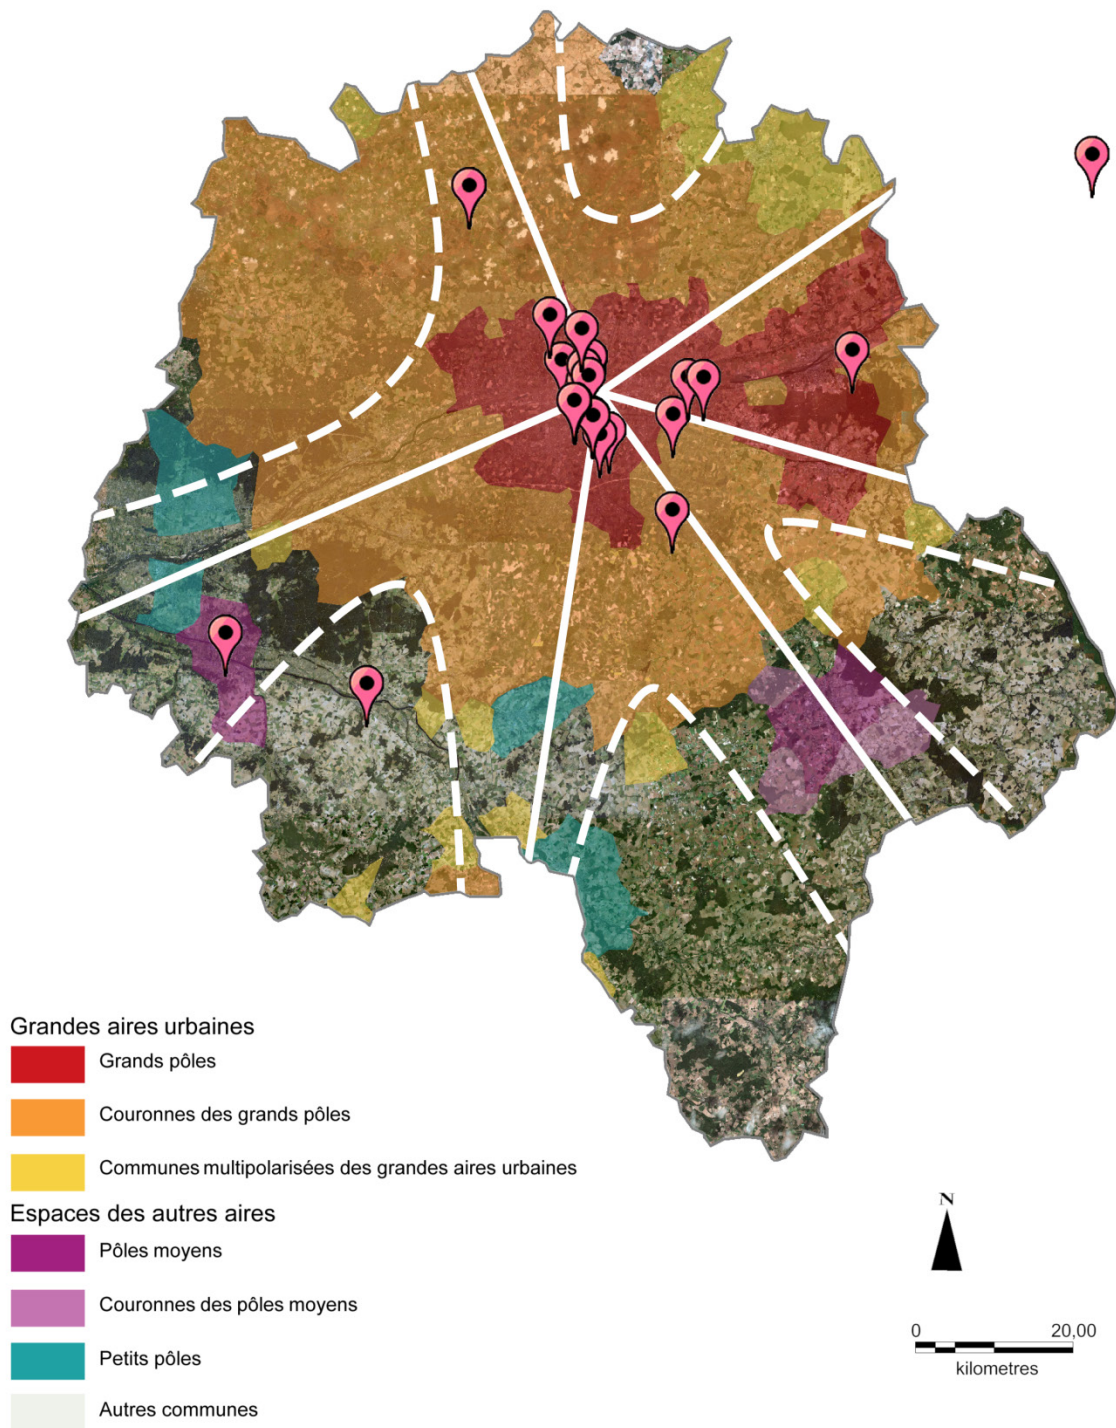 Grandes aires urbaines
Grands pôles
Couronnes des grands pôles
Communes multipolarisées des grandes aires urbaines
Espaces des autres aires
Pôles moyens
Couronnes des pôles moyens
Petits pôles
Autres communes
N
0 20,00
kilometres